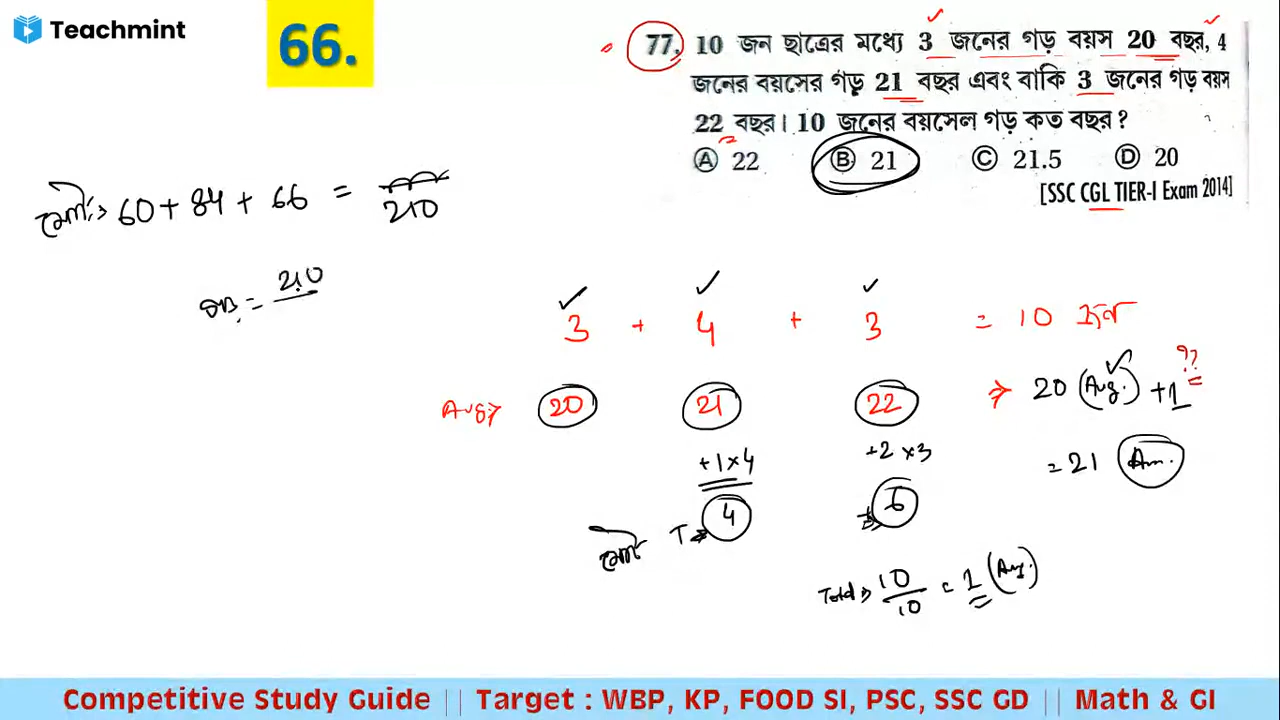 Teachmint
66.
77. 10 জন ছাত্রের মধ্যে 3 জনের গড় বয়স 20 বছর, 4
জনের বয়সের গড় 21 বছর এবং বাকি 3 জনের গড় বয়স
22 বছর। 10 জনের বয়সেল গড় কত বছর?
A 22 B 21 C 21.5 D 20
[SSC CGL TIER-I Exam 2014]
মোট 60 + 84 + 66 = 210
210
3 + 4 + 3 = 10 জন
Avg 20 21 22 ⇒ 20 (Avg.) + 1 ??
+1×4 +2×3 = 21 Ans.
মোট T 4 6
Total 10/10 = 1 (Avg.)
Competitive Study Guide || Target : WBP, KP, FOOD SI, PSC, SSC GD || Math & GI